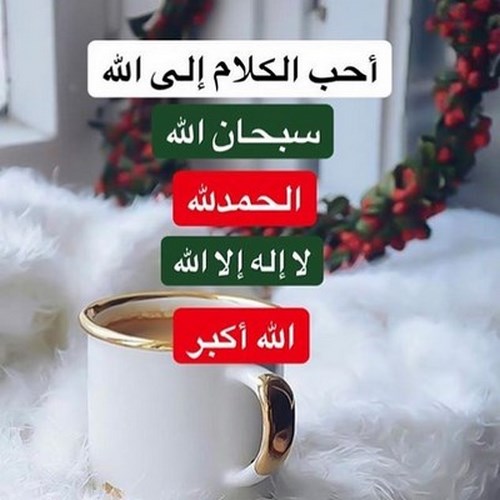 أحب الكلام إلى الله
سبحان الله
الحمدلله
لا إله إلا الله
الله أكبر